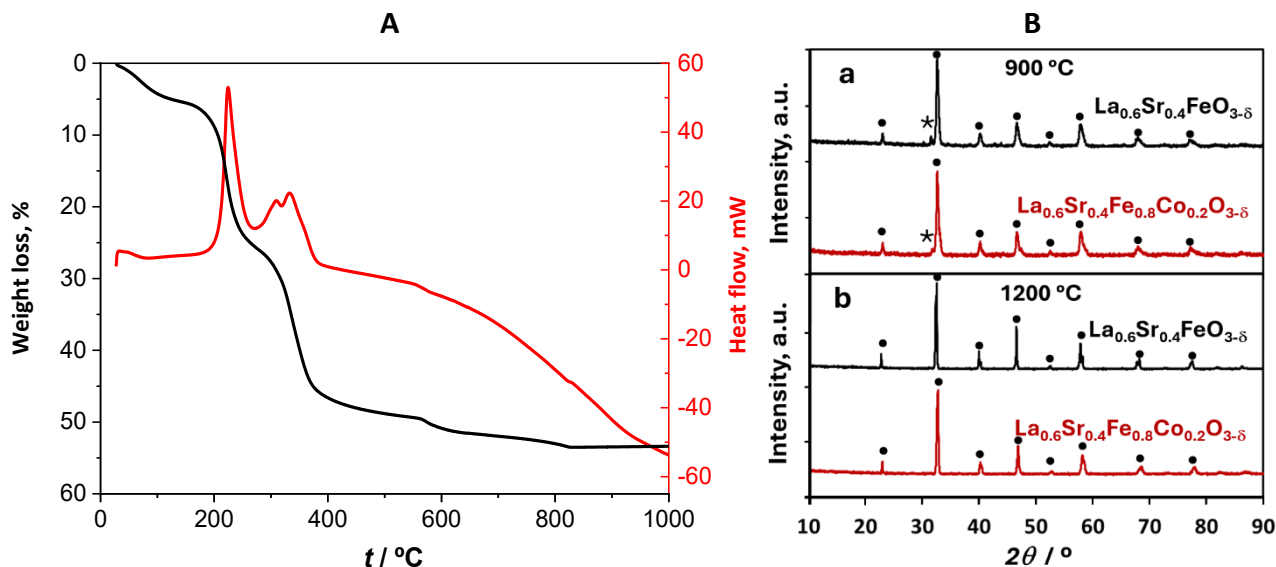 A
Weight loss, %
0
10
20
30
40
50
60
0
200
400
600
800
1000
t / ºC
60
40
20
0
-20
-40
-60
Heat flow, mW
B
a
900 ºC
La₀.₆Sr₀.₄FeO₃₋δ
*
La₀.₆Sr₀.₄Fe₀.₈Co₀.₂O₃₋δ
*
Intensity, a.u.
b
1200 ºC
La₀.₆Sr₀.₄FeO₃₋δ
La₀.₆Sr₀.₄Fe₀.₈Co₀.₂O₃₋δ
Intensity, a.u.
10 20 30 40 50 60 70 80 90
2θ / º